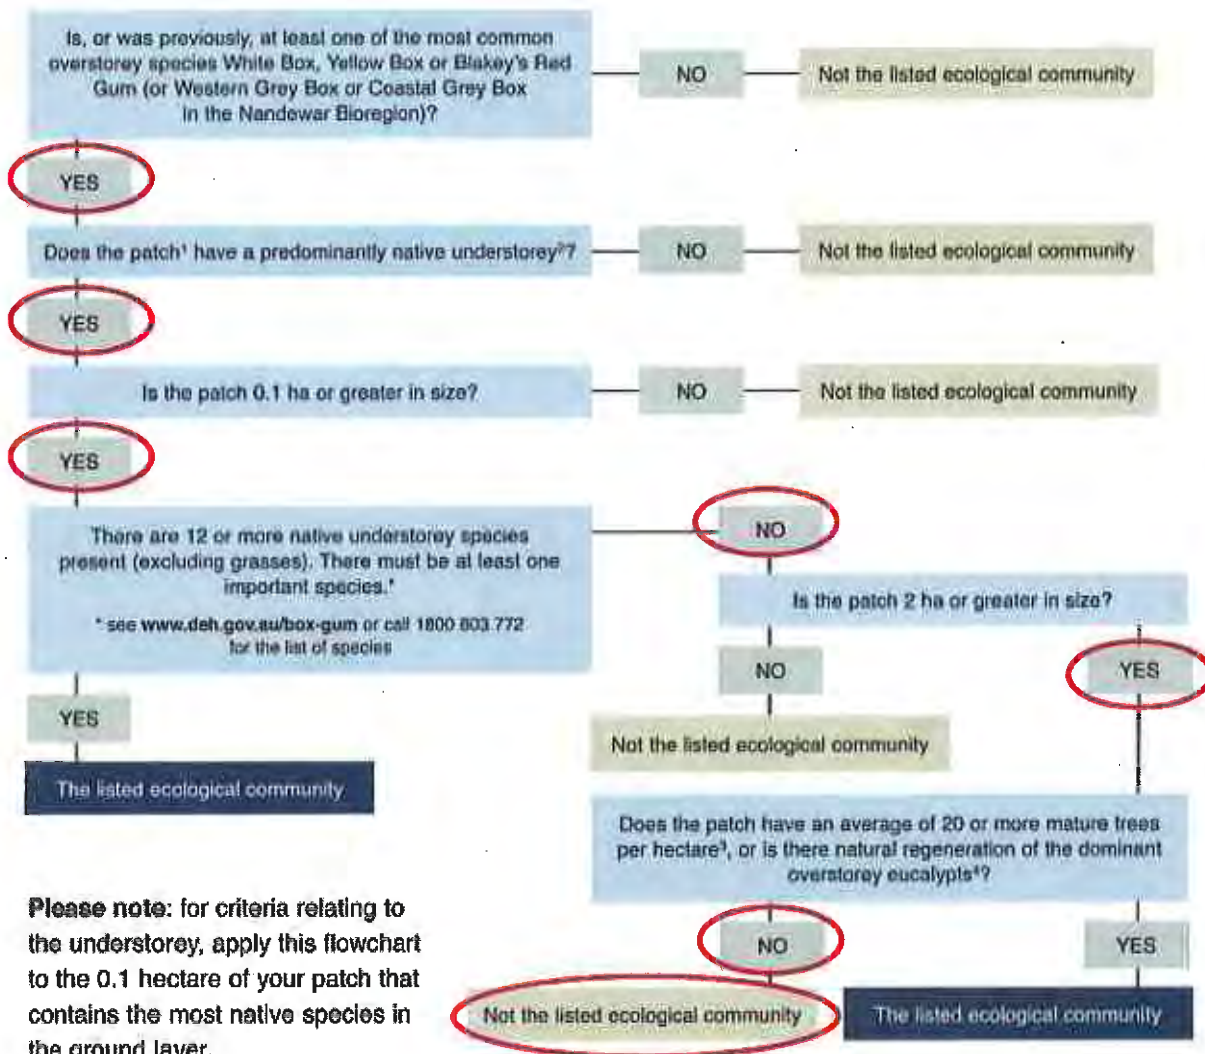 Is, or was previously, at least one of the most common
overstorey species White Box, Yellow Box or Blakey's Red
Gum (or Western Grey Box or Coastal Grey Box
in the Nandewar Bioregion)?
NO
Not the listed ecological community
YES
Does the patch¹ have a predominantly native understorey²?
NO
Not the listed ecological community
YES
Is the patch 0.1 ha or greater in size?
NO
Not the listed ecological community
YES
There are 12 or more native understorey species
present (excluding grasses). There must be at least one
important species.*
* see www.deh.gov.au/box-gum or call 1800 803 772
for the list of species
NO
Is the patch 2 ha or greater in size?
NO
YES
YES
Not the listed ecological community
The listed ecological community
Does the patch have an average of 20 or more mature trees
per hectare³, or is there natural regeneration of the dominant
overstorey eucalypts⁴?
NO
YES
Not the listed ecological community
The listed ecological community
Please note: for criteria relating to
the understorey, apply this flowchart
to the 0.1 hectare of your patch that
contains the most native species in
the ground layer.